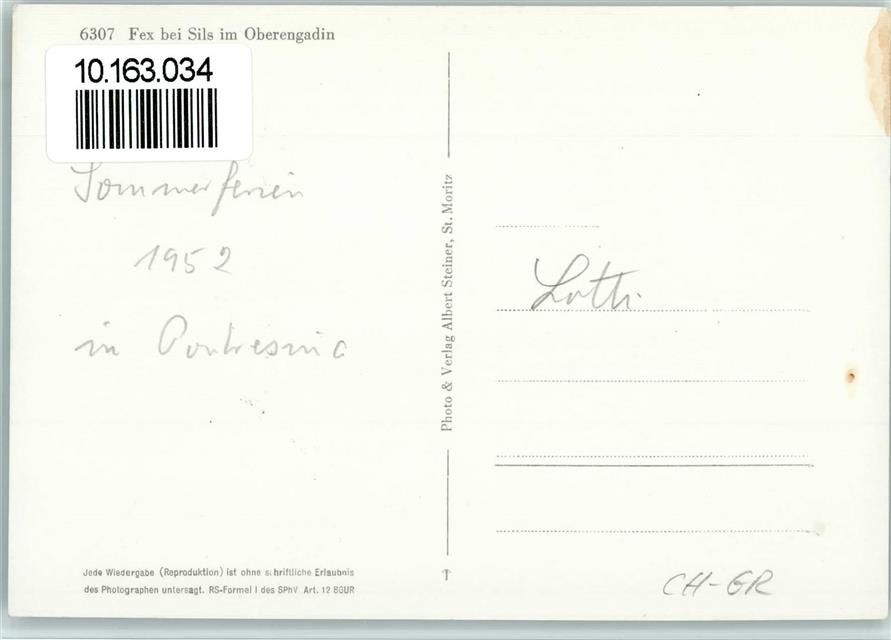 6307 Fex bei Sils im Oberengadin
10.163.034
Sommerferien
1952
in Pontresina
Photo & Verlag Albert Steiner, St. Moritz
Lotti
Jede Wiedergabe (Reproduktion) ist ohne schriftliche Erlaubnis
des Photographen untersagt. RS-Formel I des SPhV Art. 12 BGUR
CH-GR